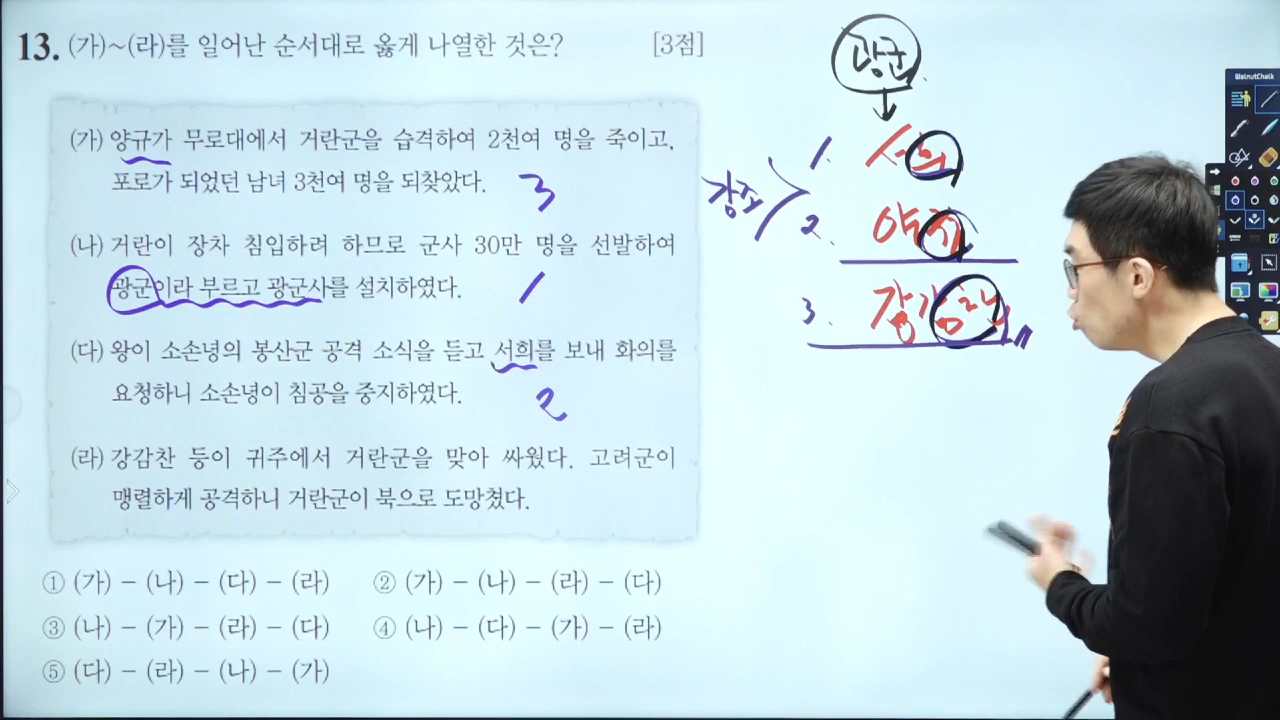 13. (가)~(라)를 일어난 순서대로 옳게 나열한 것은? [3점]
(가) 양규가 무로대에서 거란군을 습격하여 2천여 명을 죽이고,
포로가 되었던 남녀 3천여 명을 되찾았다.
3
(나) 거란이 장차 침입하려 하므로 군사 30만 명을 선발하여
광군이라 부르고 광군사를 설치하였다.
1
(다) 왕이 소손녕의 봉산군 공격 소식을 듣고 서희를 보내 화의를
요청하니 소손녕이 침공을 중지하였다.
2
(라) 강감찬 등이 귀주에서 거란군을 맞아 싸웠다. 고려군이
맹렬하게 공격하니 거란군이 북으로 도망쳤다.
① (가) - (나) - (다) - (라)
② (가) - (나) - (라) - (다)
③ (나) - (가) - (라) - (다)
④ (나) - (다) - (가) - (라)
⑤ (다) - (라) - (나) - (가)
광군
1. 서희
강조
2.
3.
WalnutChalk